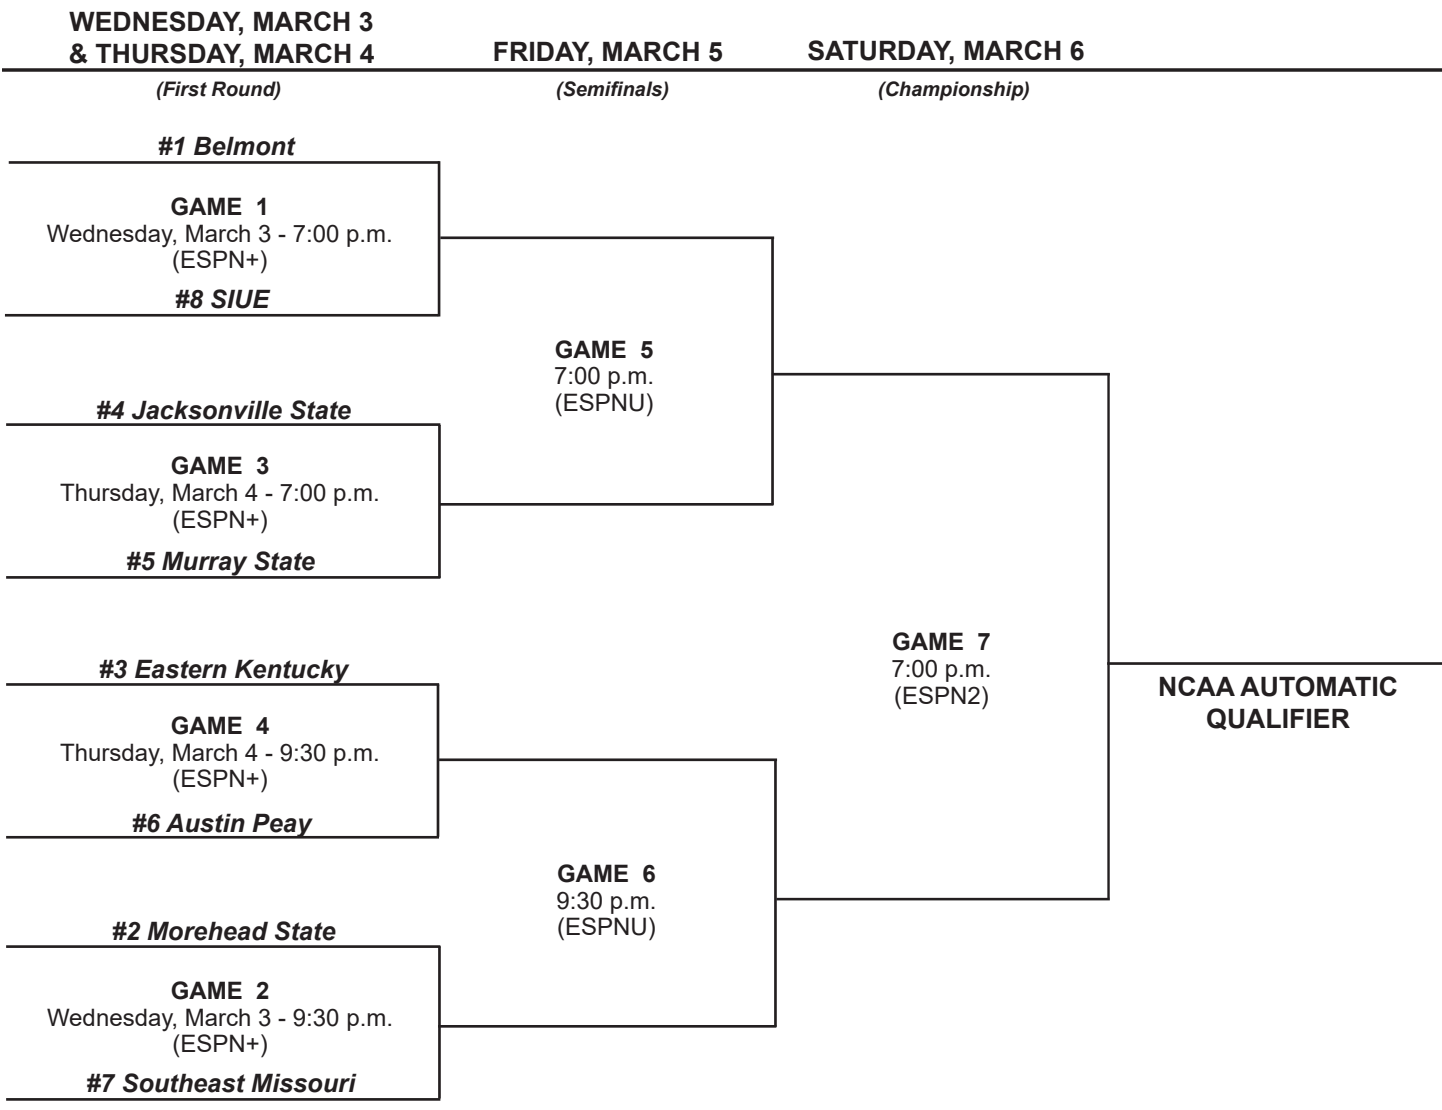 WEDNESDAY, MARCH 3
& THURSDAY, MARCH 4
FRIDAY, MARCH 5
SATURDAY, MARCH 6
(First Round)
(Semifinals)
(Championship)
#1 Belmont
GAME 1
Wednesday, March 3 - 7:00 p.m.
(ESPN+)
#8 SIUE
#4 Jacksonville State
GAME 3
Thursday, March 4 - 7:00 p.m.
(ESPN+)
#5 Murray State
#3 Eastern Kentucky
GAME 4
Thursday, March 4 - 9:30 p.m.
(ESPN+)
#6 Austin Peay
#2 Morehead State
GAME 2
Wednesday, March 3 - 9:30 p.m.
(ESPN+)
#7 Southeast Missouri
GAME 5
7:00 p.m.
(ESPNU)
GAME 6
9:30 p.m.
(ESPNU)
GAME 7
7:00 p.m.
(ESPN2)
NCAA AUTOMATIC
QUALIFIER